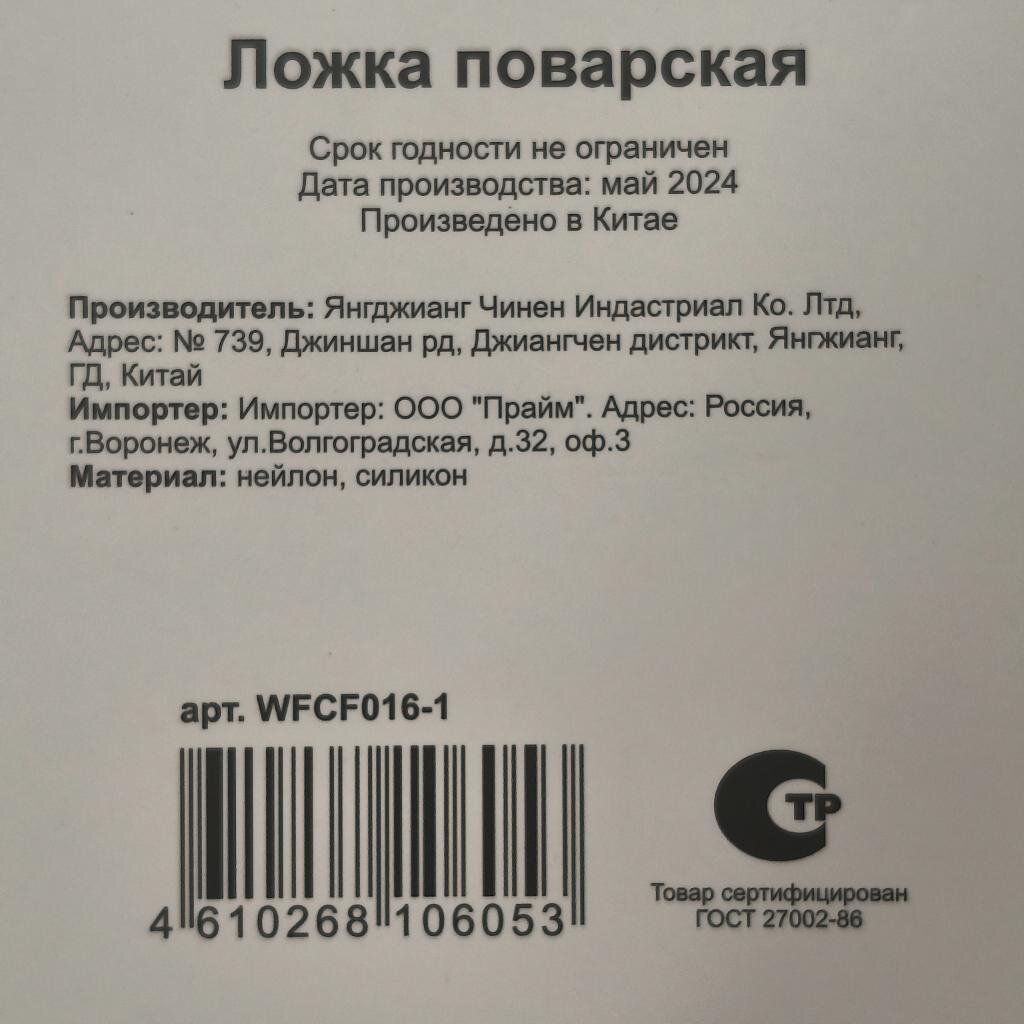 Ложка поварская
Срок годности не ограничен
Дата производства: май 2024
Произведено в Китае
Производитель: Янгджианг Чинен Индастриал Ко. Лтд,
Адрес: № 739, Джиншан рд, Джиангчен дистрикт, Янгжианг,
ГД, Китай
Импортер: Импортер: ООО "Прайм". Адрес: Россия,
г.Воронеж, ул.Волгоградская, д.32, оф.3
Материал: нейлон, силикон
арт. WFCF016-1
4 610268 106053
СТР
Товар сертифицирован
ГОСТ 27002-86